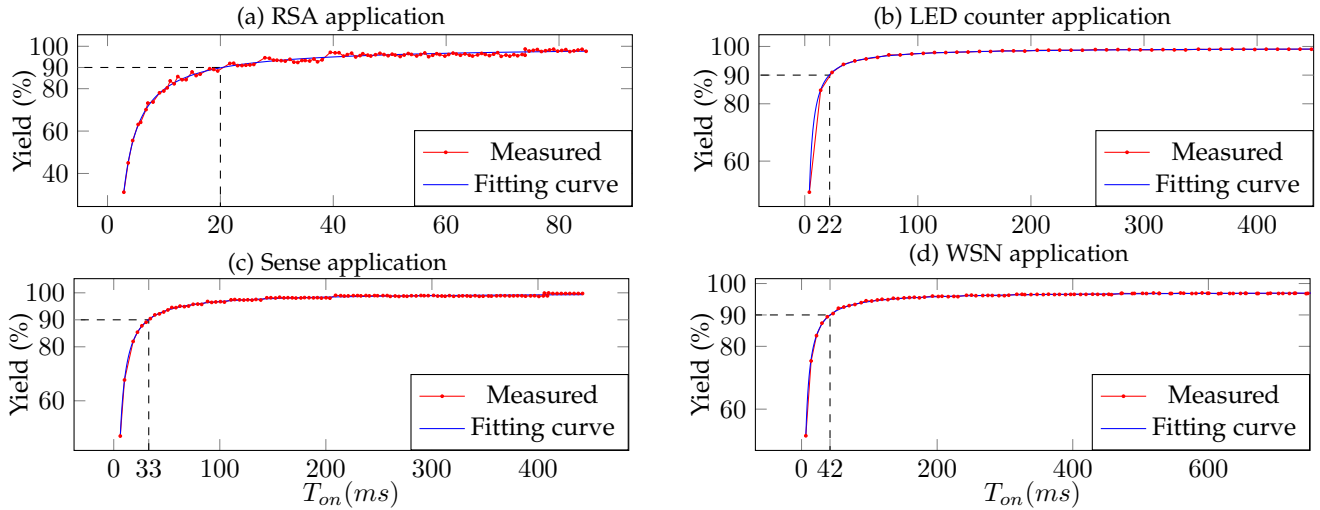 (a) RSA application
100
90
80
60
40
Yield (%)
Measured
Fitting curve
0 20 40 60 80
(b) LED counter application
100
90
80
60
Yield (%)
Measured
Fitting curve
0 22 100 200 300 400
(c) Sense application
100
90
80
60
Yield (%)
Measured
Fitting curve
0 33 100 200 300 400
T_on(ms)
(d) WSN application
100
90
80
60
Yield (%)
Measured
Fitting curve
0 42 200 400 600
T_on(ms)